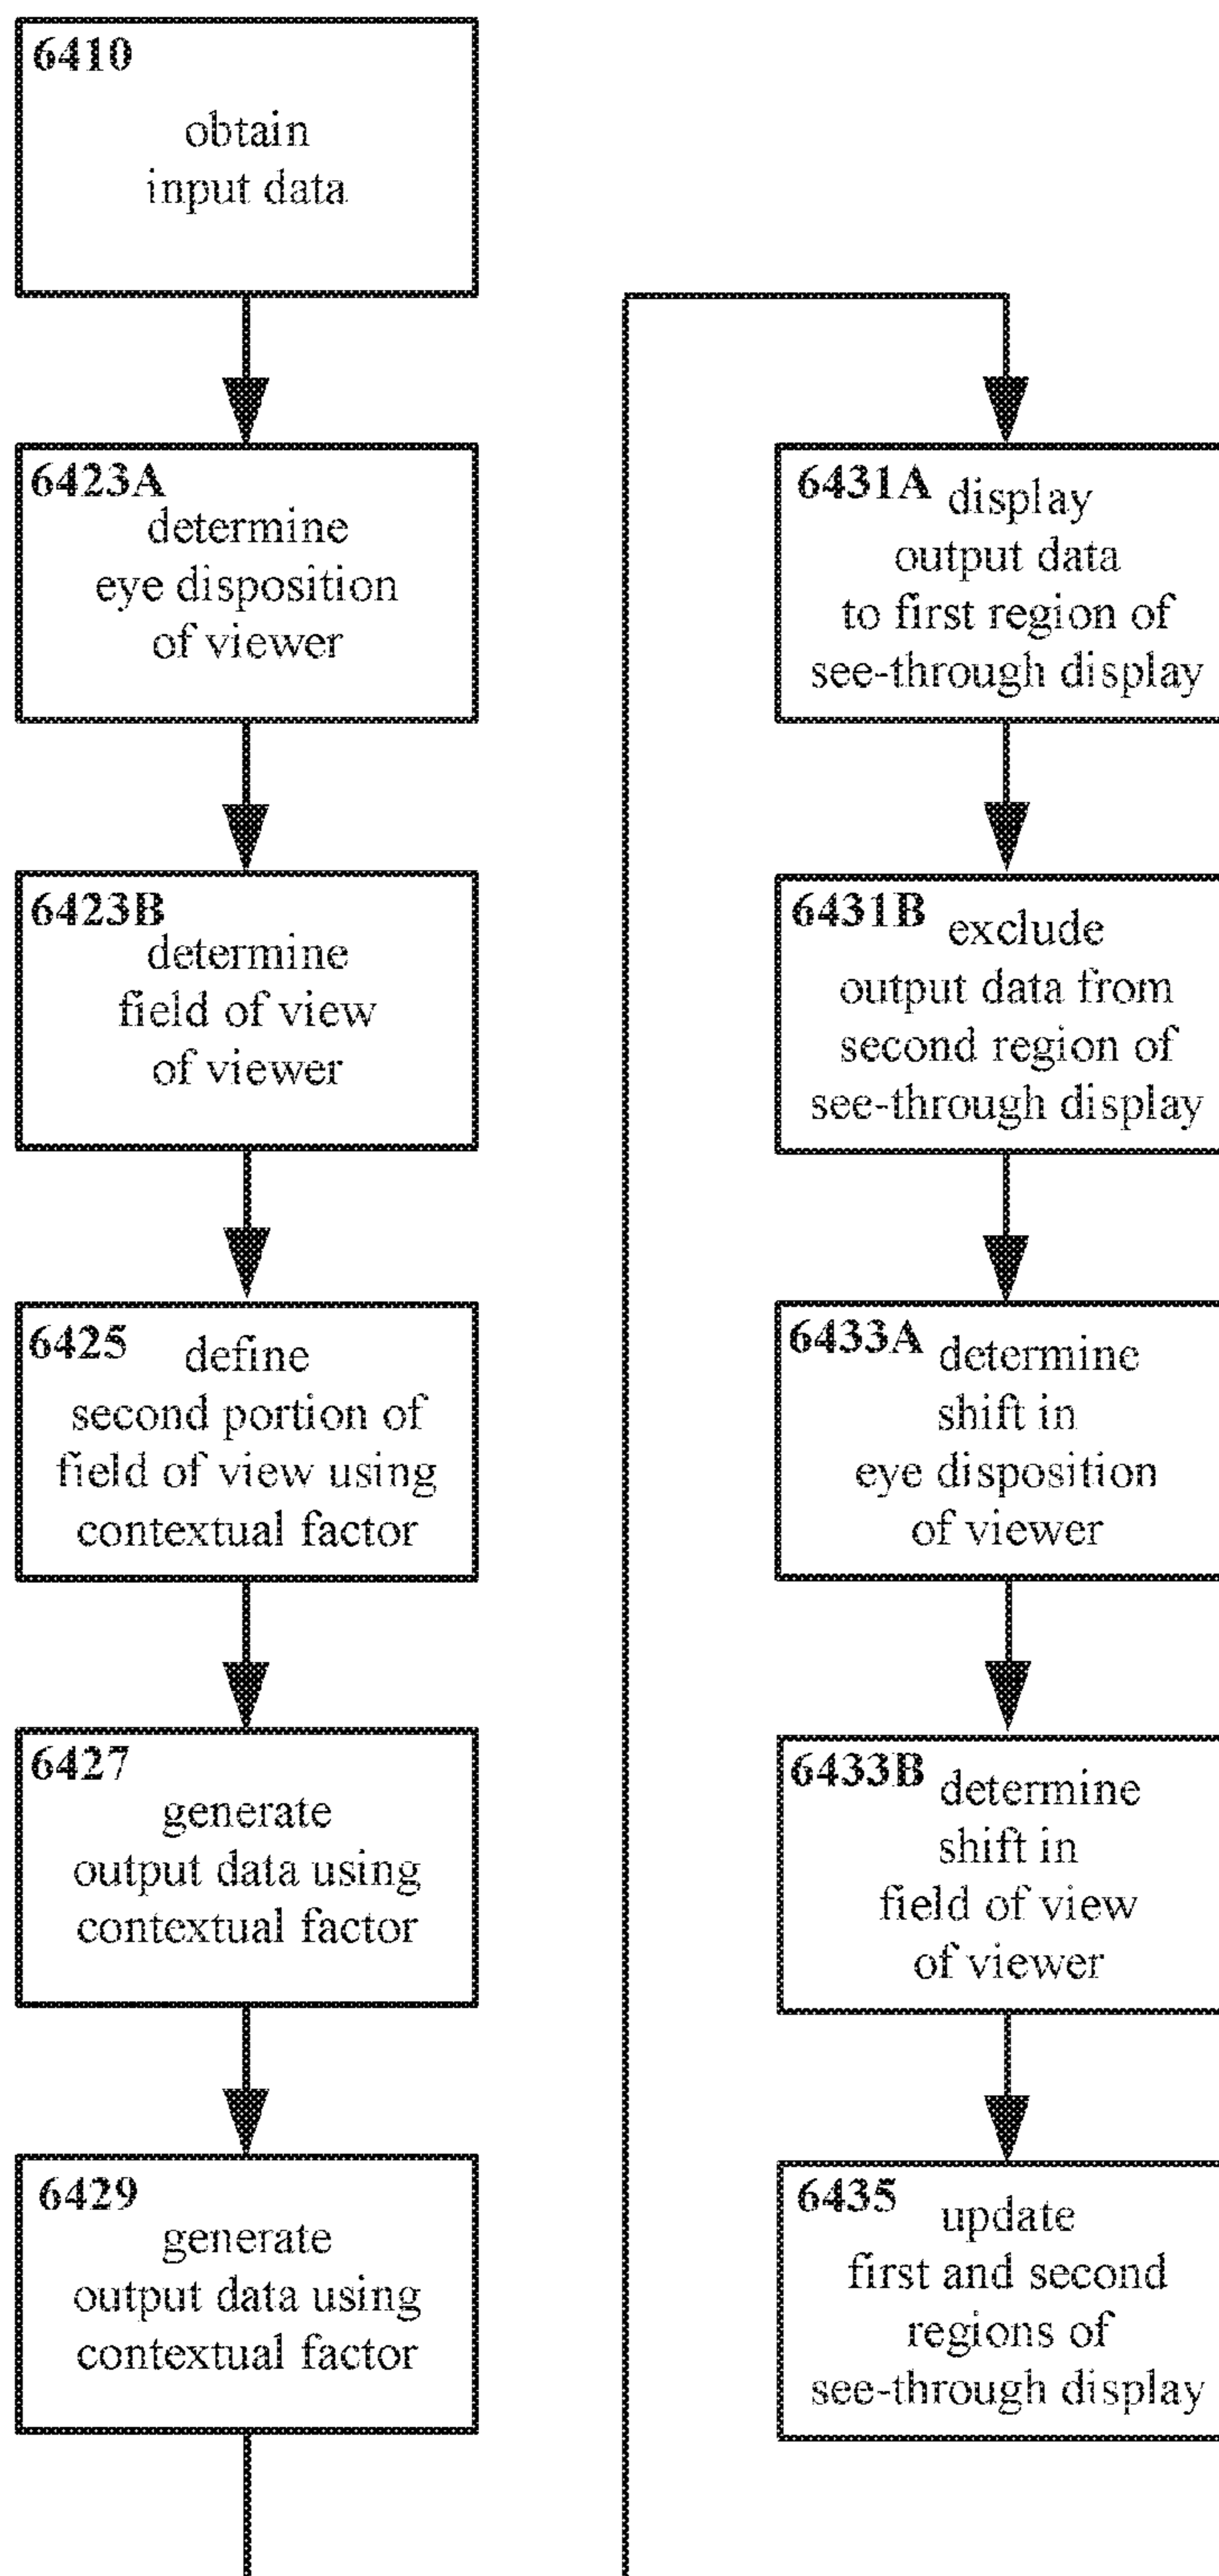 6410
obtain
input data
6423A
determine
eye disposition
of viewer
6423B
determine
field of view
of viewer
6425 define
second portion of
field of view using
contextual factor
6427
generate
output data using
contextual factor
6429
generate
output data using
contextual factor
6431A display
output data
to first region of
see-through display
6431B exclude
output data from
second region of
see-through display
6433A determine
shift in
eye disposition
of viewer
6433B determine
shift in
field of view
of viewer
6435 update
first and second
regions of
see-through display